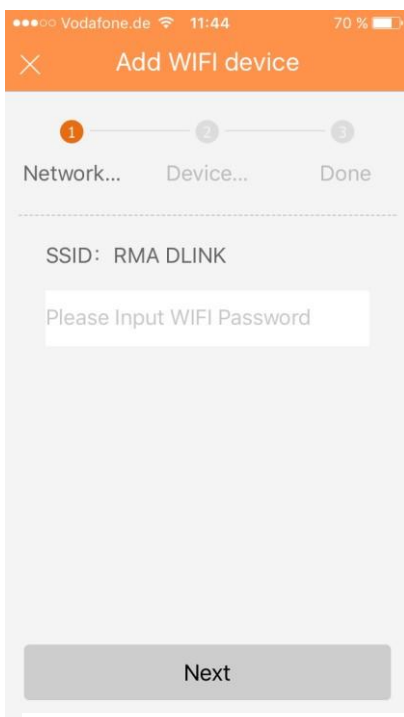 ●●●○○ Vodafone.de 11:44 70 %
Add WIFI device
1 2 3
Network... Device... Done
SSID: RMA DLINK
Please Input WIFI Password
Next